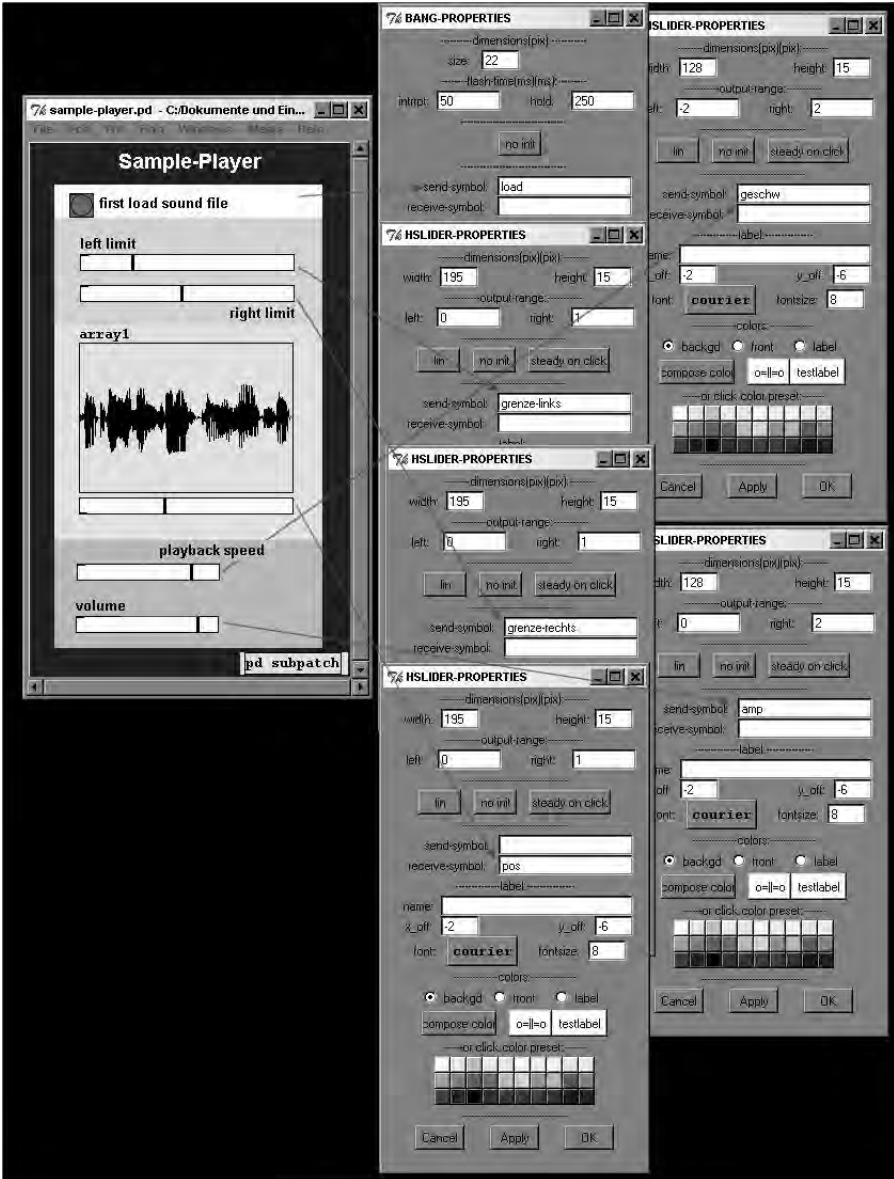 sample-player.pd - C:/Dokumente und Ein...
Sample-Player
first load sound file
left limit
right limit
array1
playback speed
volume
pd subpatch
BANG-PROPERTIES
--------dimensions(pix)----------
size: 22
--------flash-time(ms)(ms):---------
intrrpt: 50 hold: 250
no init
send-symbol: load
receive-symbol:
HSLIDER-PROPERTIES
dimensions(pix)(pix):
width: 195 height: 15
output-range:
left: 0 right: 1
lin no init steady on click
send-symbol: grenze-links
receive-symbol:
HSLIDER-PROPERTIES
dimensions(pix)(pix):
width: 195 height: 15
output-range:
left: 0 right: 1
lin no init steady on click
send-symbol: grenze-rechts
receive-symbol:
HSLIDER-PROPERTIES
dimensions(pix)(pix):
width: 195 height: 15
output-range:
left: 0 right: 1
lin no init steady on click
send-symbol:
receive-symbol: pos
label:
name:
x_off: -2 y_off: -6
font: courier fontsize: 8
colors:
backgd front label
compose color o=||=o testlabel
or click color preset:
Cancel Apply OK
HSLIDER-PROPERTIES
dimensions(pix)(pix):
width: 128 height: 15
output-range:
left: -2 right: 2
lin no init steady on click
send-symbol: geschw
receive-symbol:
label:
-2 y_off: -6
font: courier fontsize: 8
colors:
backgd front label
compose color o=||=o testlabel
or click color preset:
Cancel Apply OK
SLIDER-PROPERTIES
dimensions(pix)(pix):
128 height: 15
output-range:
0 right: 2
lin no init steady on click
send-symbol: amp
receive-symbol:
label:
-2 y_off: -6
courier fontsize: 8
colors:
backgd front label
compose color o=||=o testlabel
or click color preset:
Cancel Apply OK